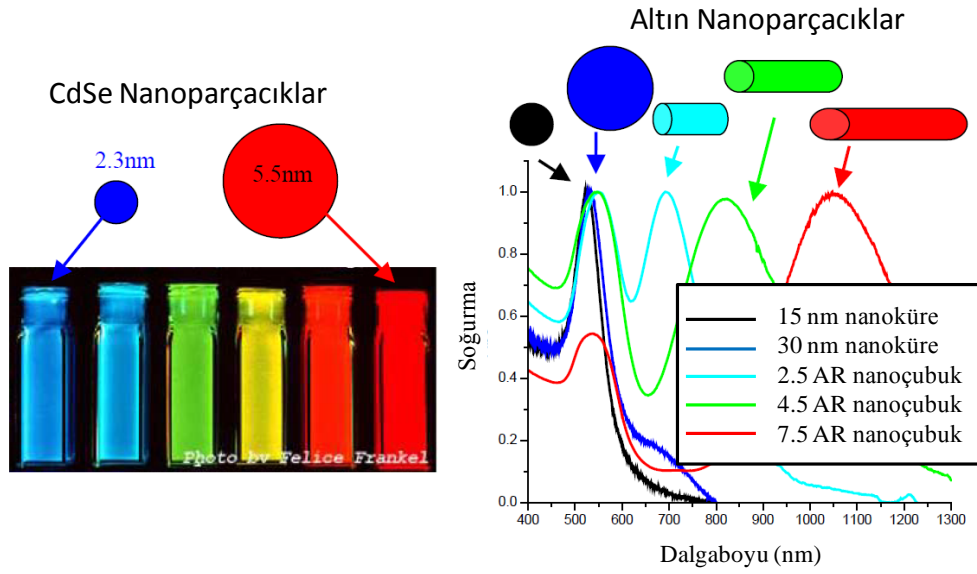 CdSe Nanoparçacıklar
2.3nm
5.5nm
Photo by Felice Frankel
Altın Nanoparçacıklar
Soğurma
1.0
0.8
0.6
0.4
0.2
0.0
400 500 600 700 800 900 1000 1100 1200 1300
Dalgaboyu (nm)
15 nm nanoküre
30 nm nanoküre
2.5 AR nanoçubuk
4.5 AR nanoçubuk
7.5 AR nanoçubuk